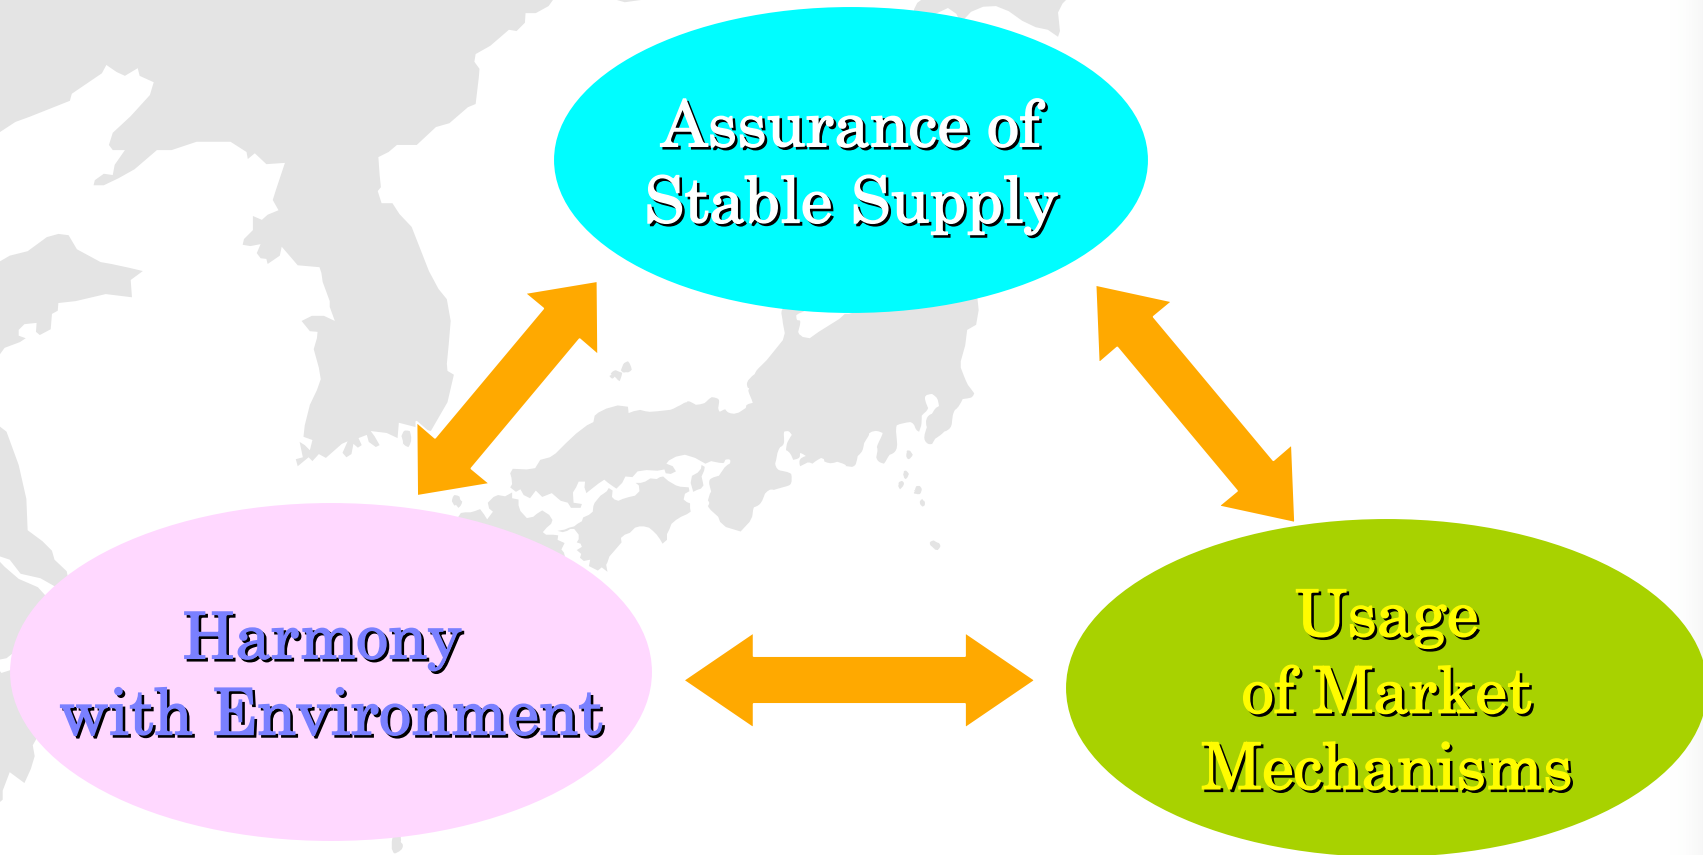 Assurance of
Stable Supply
Harmony
with Environment
Usage
of Market
Mechanisms